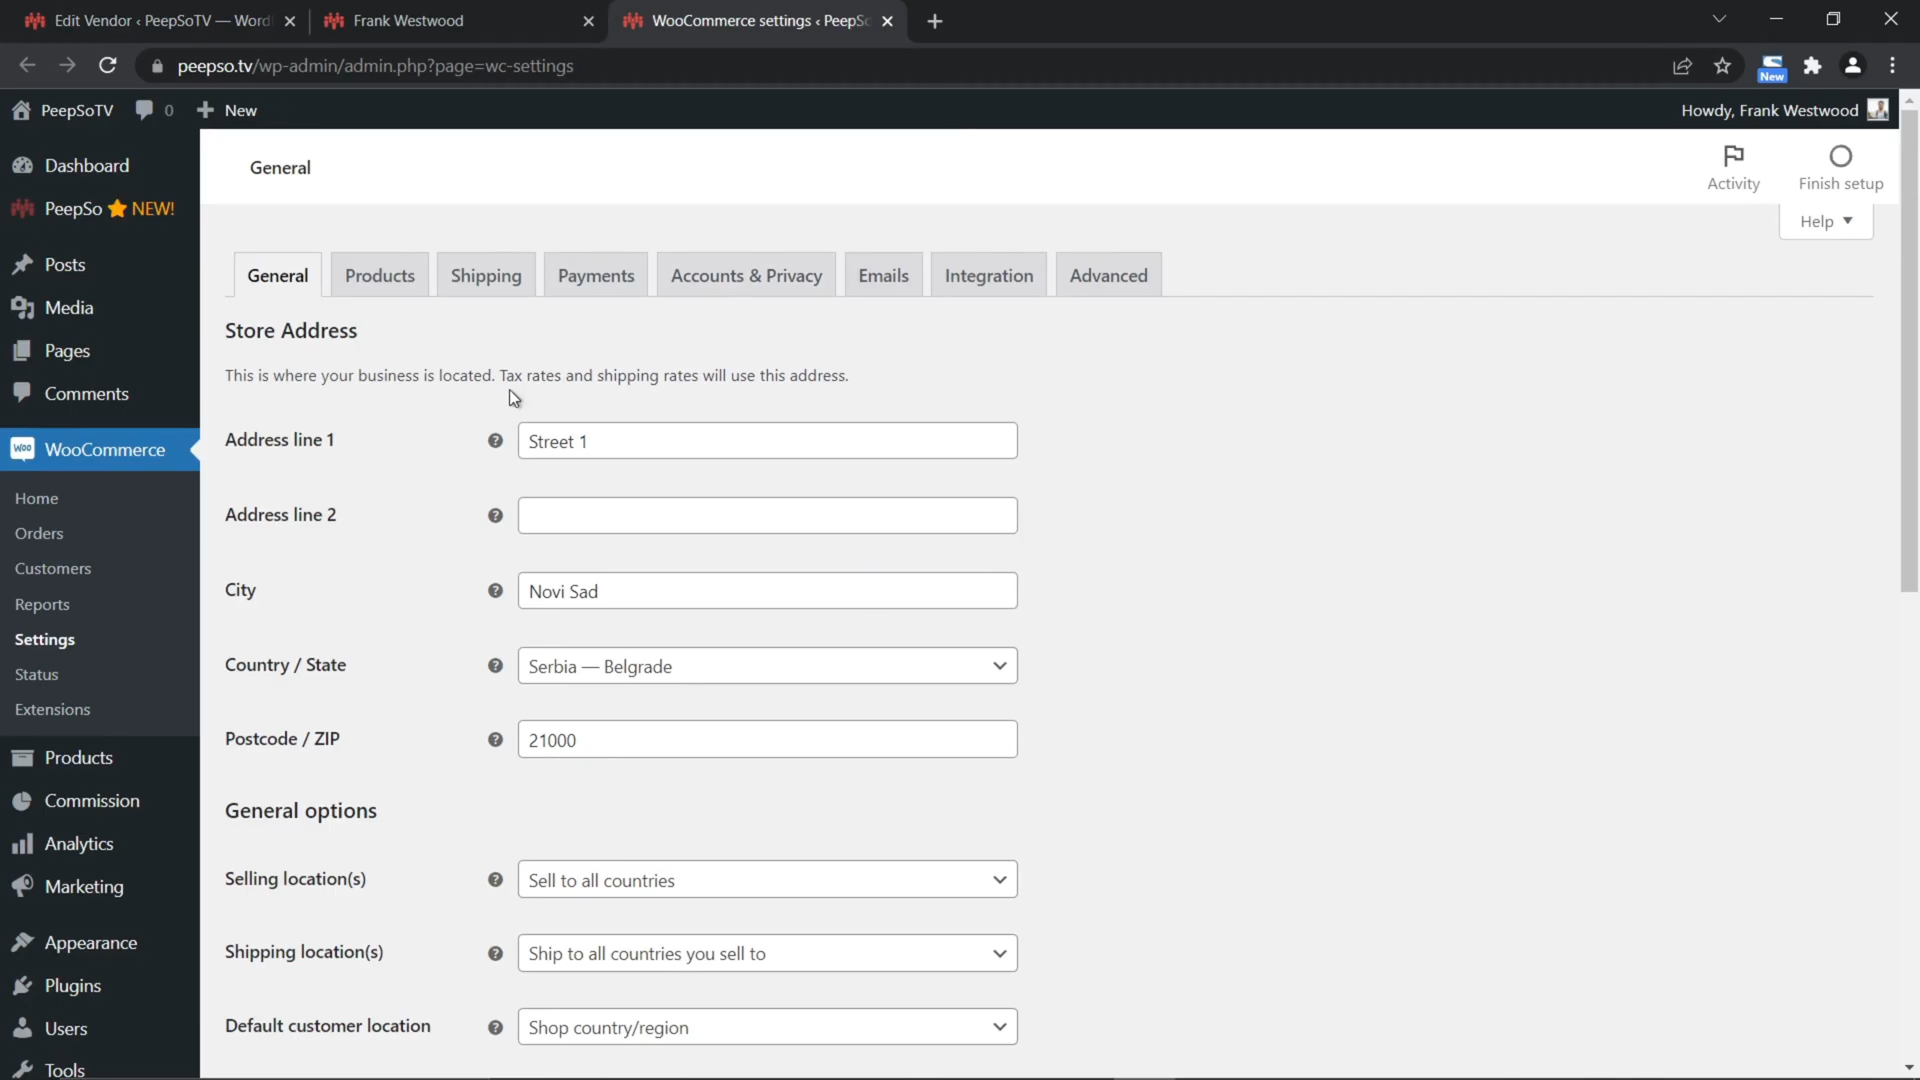 Edit Vendor ‹ PeepSoTV — Word
Frank Westwood
WooCommerce settings ‹ PeepSo
peepso.tv/wp-admin/admin.php?page=wc-settings
New
PeepSoTV
0
New
Howdy, Frank Westwood
Dashboard
PeepSo NEW!
Posts
Media
Pages
Comments
Woo WooCommerce
Home
Orders
Customers
Reports
Settings
Status
Extensions
Products
Commission
Analytics
Marketing
Appearance
Plugins
Users
Tools
General
Activity
Finish setup
Help
General
Products
Shipping
Payments
Accounts & Privacy
Emails
Integration
Advanced
Store Address
This is where your business is located. Tax rates and shipping rates will use this address.
Address line 1
Street 1
Address line 2
City
Novi Sad
Country / State
Serbia — Belgrade
Postcode / ZIP
21000
General options
Selling location(s)
Sell to all countries
Shipping location(s)
Ship to all countries you sell to
Default customer location
Shop country/region